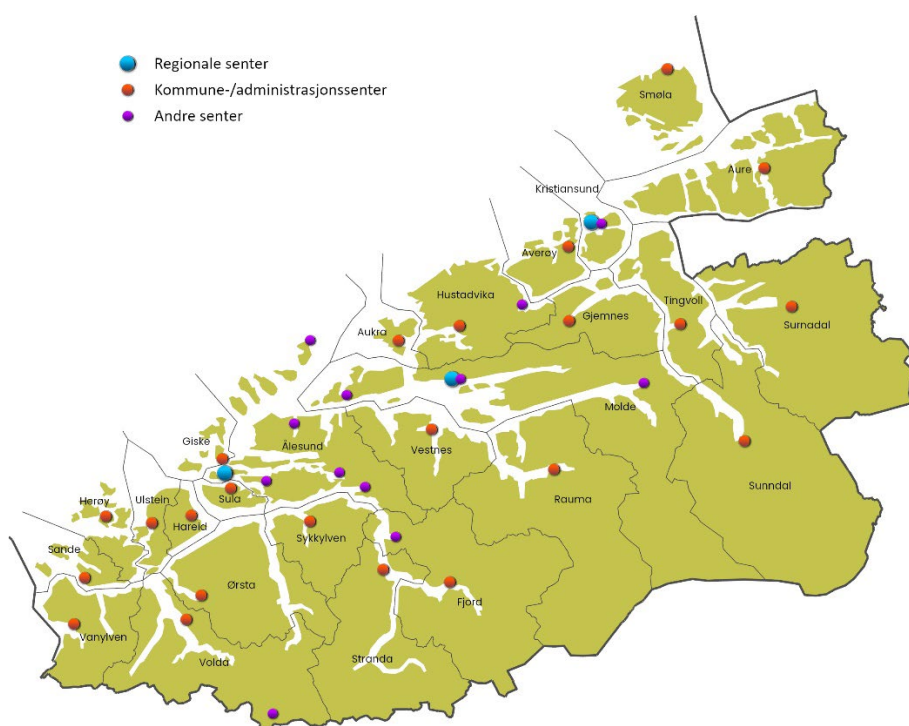 Regionale senter
Kommune-/administrasjonssenter
Andre senter
Smøla
Aure
Kristiansund
Averøy
Hustadvika
Tingvoll
Gjemnes
Surnadal
Aukra
Molde
Giske
Ålesund
Vestnes
Rauma
Sunndal
Herøy
Ulstein
Sula
Hareid
Sykkylven
Sande
Ørsta
Fjord
Vanylven
Volda
Stranda